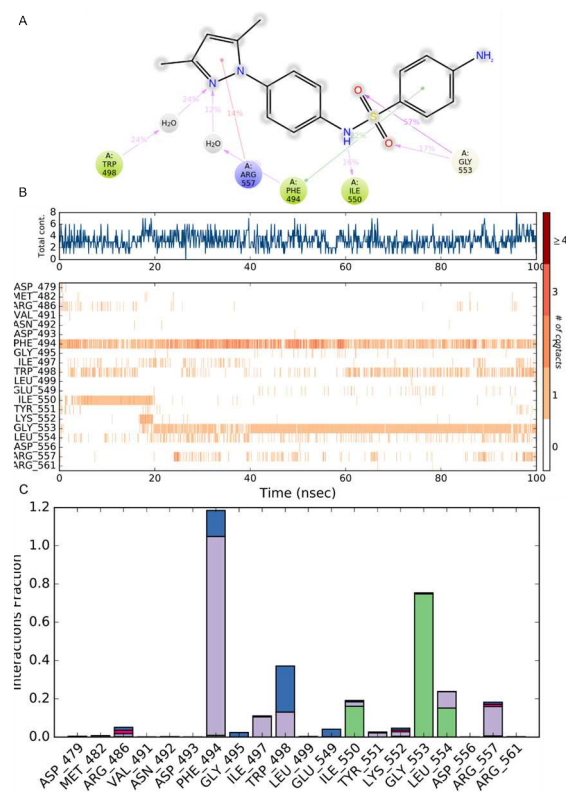 A
N
N
NH₂
O
S
O
N
H
24%
12%
14%
57%
17%
24%
H₂O
H₂O
A:
TRP
498
A:
ARG
557
A:
PHE
494
A:
ILE
550
A:
GLY
553
B
Total cont.
8
6
4
2
0
0 20 40 60 80 100
ASP_479
MET_482
ARG_486
VAL_491
ASN_492
ASP_493
PHE_494
GLY_495
ILE_497
TRP_498
LEU_499
GLU_549
ILE_550
TYR_551
LYS_552
GLY_553
LEU_554
ASP_556
ARG_557
ARG_561
0 20 40 60 80 100
Time (nsec)
≥ 4
3
2
1
0
# of contacts
C
Interactions Fraction
1.2
1.0
0.8
0.6
0.4
0.2
0.0
ASP_479
MET_482
ARG_486
VAL_491
ASN_492
ASP_493
PHE_494
GLY_495
ILE_497
TRP_498
LEU_499
GLU_549
ILE_550
TYR_551
LYS_552
GLY_553
LEU_554
ASP_556
ARG_557
ARG_561